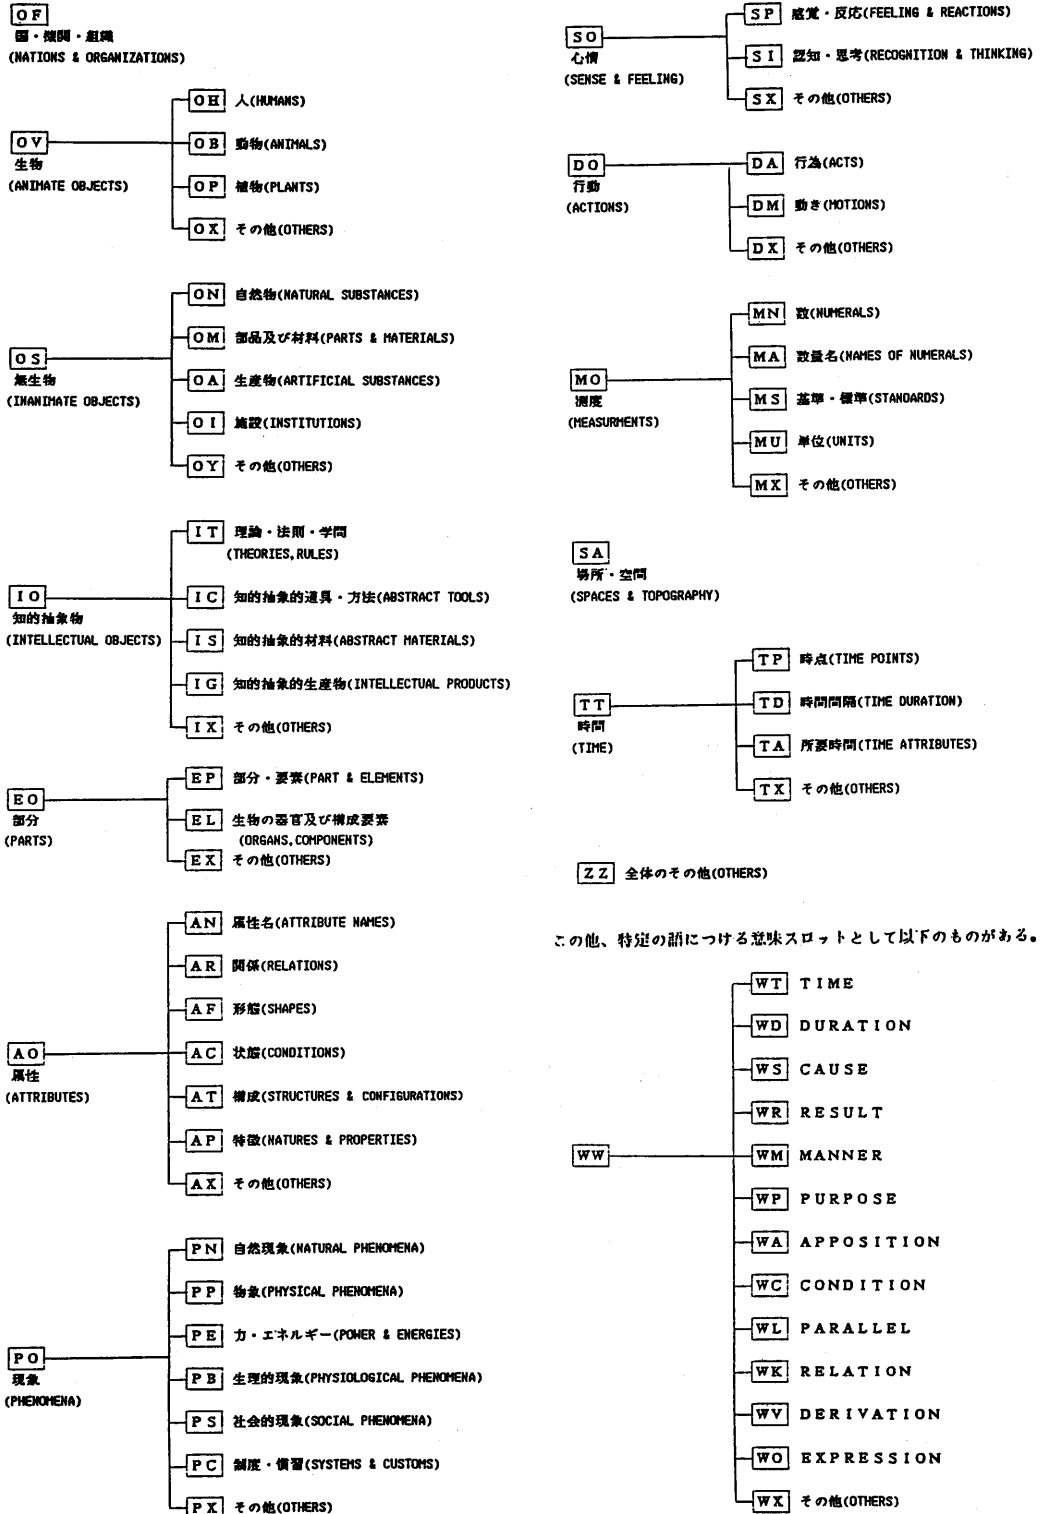 OF
国・機関・組織
(NATIONS & ORGANIZATIONS)
OH 人(HUMANS)
OV
生物
(ANIMATE OBJECTS)
OB 動物(ANIMALS)
OP 植物(PLANTS)
OX その他(OTHERS)
ON 自然物(NATURAL SUBSTANCES)
OM 部品及び材料(PARTS & MATERIALS)
OS
無生物
(INANIMATE OBJECTS)
OA 生産物(ARTIFICIAL SUBSTANCES)
OI 施設(INSTITUTIONS)
OY その他(OTHERS)
IT 理論・法則・学問
(THEORIES,RULES)
IO
知的抽象物
(INTELLECTUAL OBJECTS)
IC 知的抽象的道具・方法(ABSTRACT TOOLS)
IS 知的抽象的材料(ABSTRACT MATERIALS)
IG 知的抽象的生産物(INTELLECTUAL PRODUCTS)
IX その他(OTHERS)
EO
部分
(PARTS)
EP 部分・要素(PART & ELEMENTS)
EL 生物の器官及び構成要素
(ORGANS,COMPONENTS)
EX その他(OTHERS)
AN 属性名(ATTRIBUTE NAMES)
AR 関係(RELATIONS)
AF 形態(SHAPES)
AO
属性
(ATTRIBUTES)
AC 状態(CONDITIONS)
AT 構成(STRUCTURES & CONFIGURATIONS)
AP 特徴(NATURES & PROPERTIES)
AX その他(OTHERS)
PN 自然現象(NATURAL PHENOMENA)
PP 物象(PHYSICAL PHENOMENA)
PE 力・エネルギー(POWER & ENERGIES)
PO
現象
(PHENOMENA)
PB 生理的現象(PHYSIOLOGICAL PHENOMENA)
PS 社会的現象(SOCIAL PHENOMENA)
PC 制度・慣習(SYSTEMS & CUSTOMS)
PX その他(OTHERS)
SO
心情
(SENSE & FEELING)
SP 感覚・反応(FEELING & REACTIONS)
SI 認知・思考(RECOGNITION & THINKING)
SX その他(OTHERS)
DO
行動
(ACTIONS)
DA 行為(ACTS)
DM 動き(MOTIONS)
DX その他(OTHERS)
MN 数(NUMERALS)
MA 数量名(NAMES OF NUMERALS)
MO
測度
(MEASURMENTS)
MS 基準・標準(STANDARDS)
MU 単位(UNITS)
MX その他(OTHERS)
SA
場所・空間
(SPACES & TOPOGRAPHY)
TP 時点(TIME POINTS)
TT
時間
(TIME)
TD 時間間隔(TIME DURATION)
TA 所要時間(TIME ATTRIBUTES)
TX その他(OTHERS)
ZZ 全体のその他(OTHERS)
この他、特定の語につける意味スロットとして以下のものがある。
WT TIME
WD DURATION
WS CAUSE
WR RESULT
WW
WM MANNER
WP PURPOSE
WA APPOSITION
WC CONDITION
WL PARALLEL
WK RELATION
WV DERIVATION
WO EXPRESSION
WX その他(OTHERS)